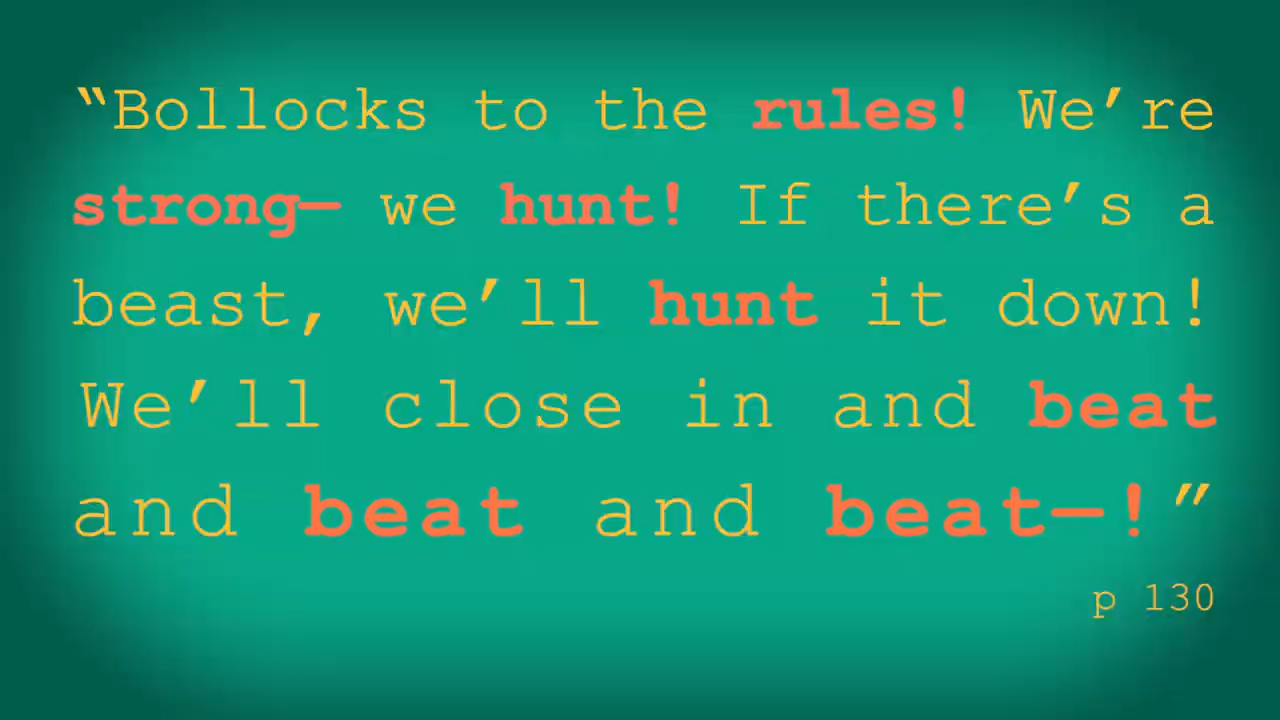 “Bollocks to the rules! We’re
strong— we hunt! If there’s a
beast, we’ll hunt it down!
We’ll close in and beat
and beat and beat—!”
p 130